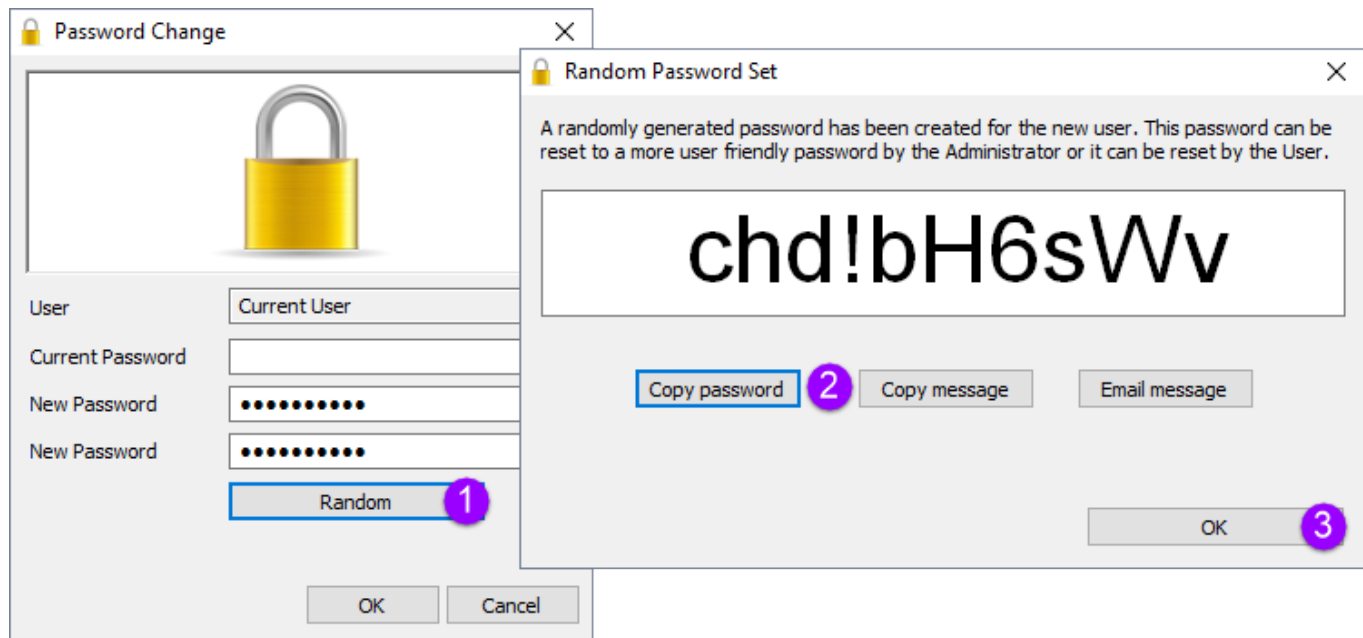 Password Change
User
Current User
Current Password
New Password
••••••••••
New Password
••••••••••
Random
1
OK
Cancel
Random Password Set
A randomly generated password has been created for the new user. This password can be
reset to a more user friendly password by the Administrator or it can be reset by the User.
chd!bH6sWv
Copy password
2
Copy message
Email message
OK
3